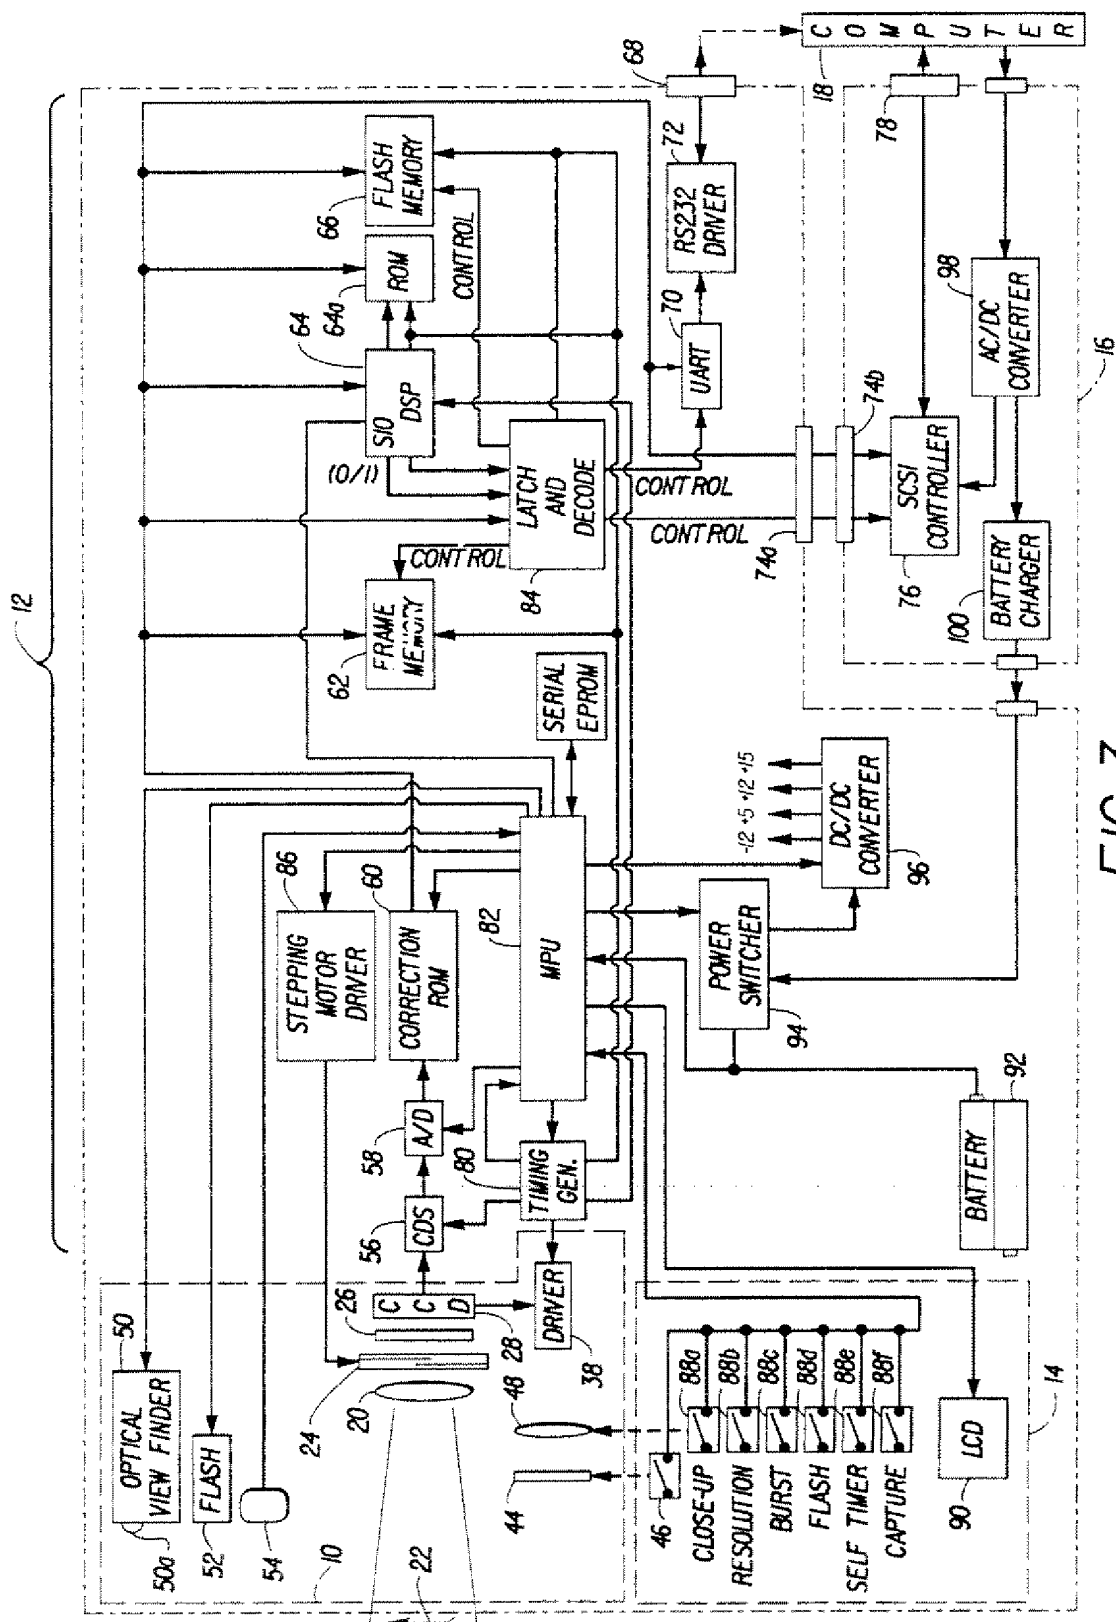 12
50
OPTICAL
VIEW FINDER
50a
FLASH
52
54
10
22
86
STEPPING
MOTOR
DRIVER
24
20
26
C C D
28
56
CDS
58
A/D
60
CORRECTION
ROM
80
TIMING
GEN.
DRIVER
38
82
MPU
SERIAL
EPROM
62
FRAME
MEMORY
CONTROL
64
SIO
DSP
(0/1)
64a
ROM
66
FLASH
MEMORY
CONTROL
84
LATCH
AND
DECODE
CONTROL
CONTROL
70
UART
72
RS232
DRIVER
68
COMPUTER
18
78
74a
74b
76
SCSI
CONTROLLER
98
AC/DC
CONVERTER
100
BATTERY
CHARGER
16
-12 +5 +12 +15
DC/DC
CONVERTER
96
POWER
SWITCHER
94
BATTERY
92
44
48
46
CLOSE-UP
88a
RESOLUTION
88b
BURST
88c
FLASH
88d
SELF TIMER
88e
CAPTURE
88f
LCD
90
14
FIG. 3